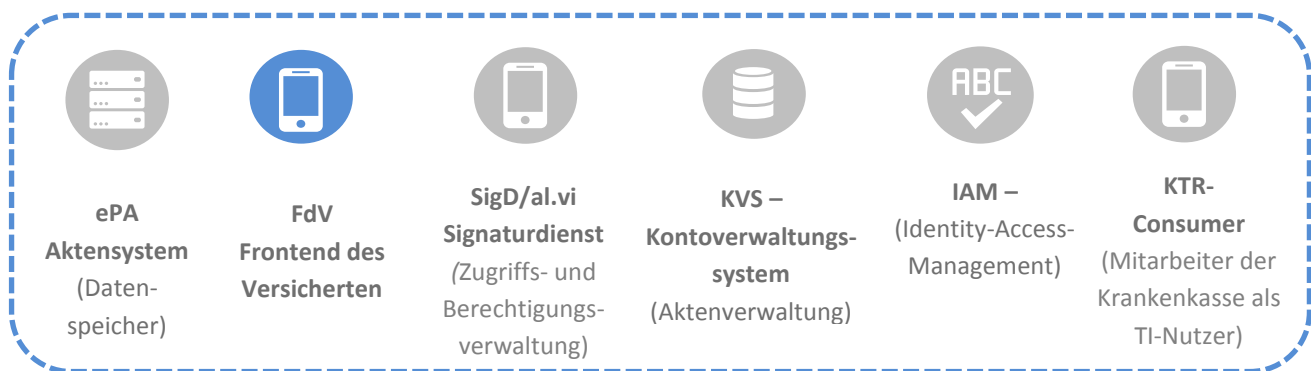 ABC
ePA
Aktensystem
(Daten-
speicher)
FdV
Frontend des
Versicherten
SigD/al.vi
Signaturdienst
(Zugriffs- und
Berechtigungs-
verwaltung)
KVS –
Kontoverwaltungs-
system
(Aktenverwaltung)
IAM –
(Identity-Access-
Management)
KTR-
Consumer
(Mitarbeiter der
Krankenkasse als
TI-Nutzer)